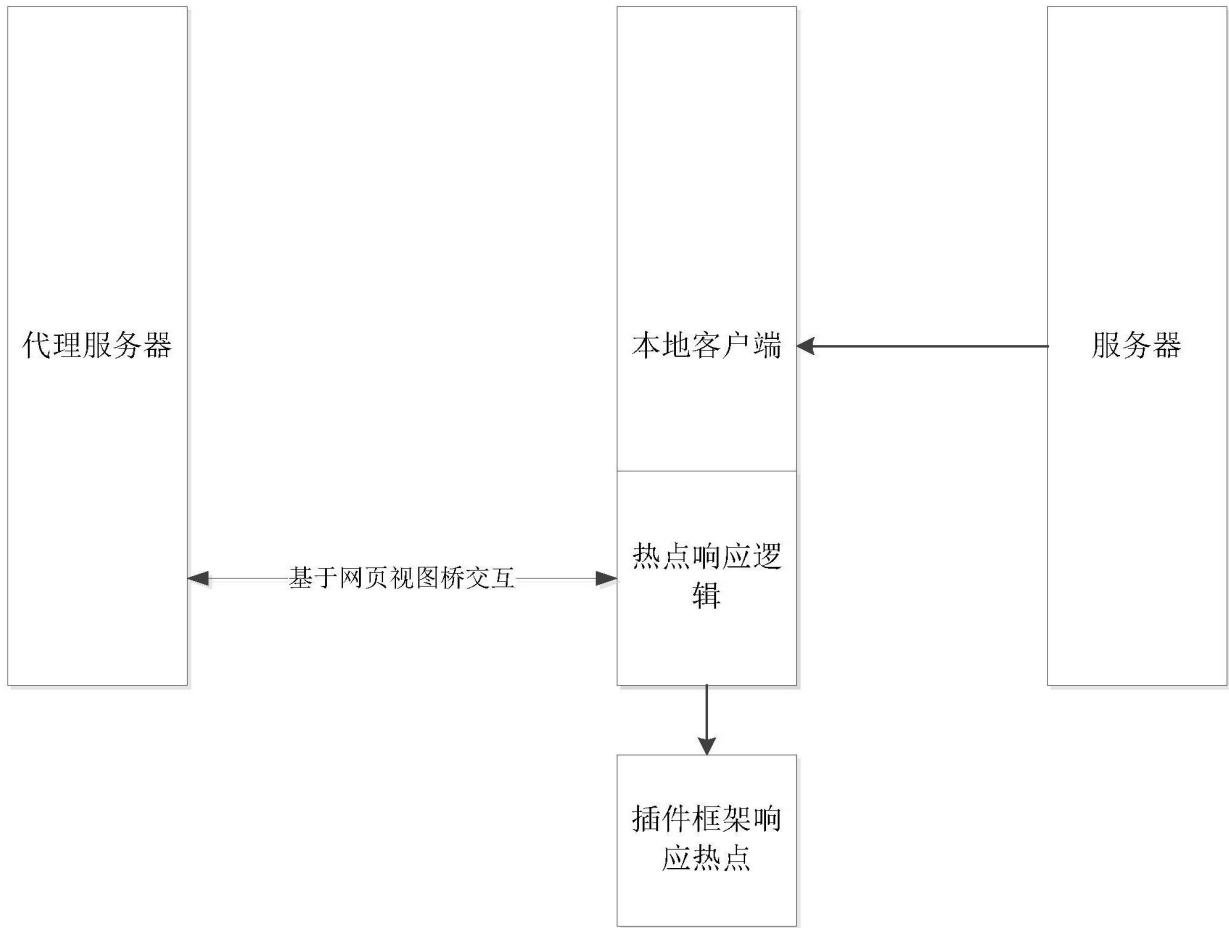 代理服务器
本地客户端
服务器
热点响应逻
辑
基于网页视图桥交互
插件框架响
应热点